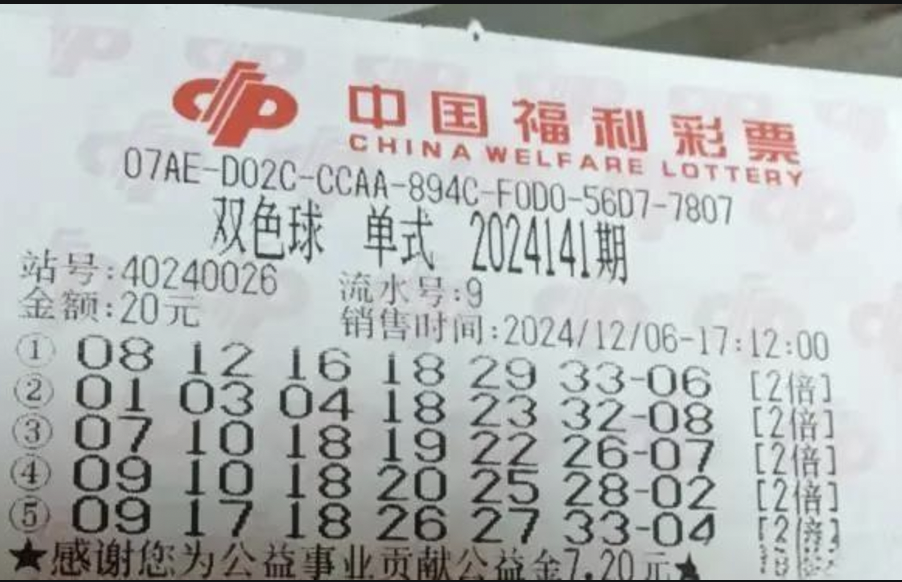 中国福利彩票
CHINA WELFARE LOTTERY
07AE-D02C-CCAA-894C-F0D0-56D7-7807
双色球 单式 2024141期
站号:40240026 流水号:9
金额:20元 销售时间:2024/12/06-17:12:00
① 08 12 16 18 29 33-06 [2倍]
② 01 03 04 18 23 32-08 [2倍]
③ 07 10 18 19 22 26-07 [2倍]
④ 09 10 18 20 25 28-02 [2倍]
⑤ 09 17 18 26 27 33-04 [2倍]
★感谢您为公益事业贡献公益金7.20元★